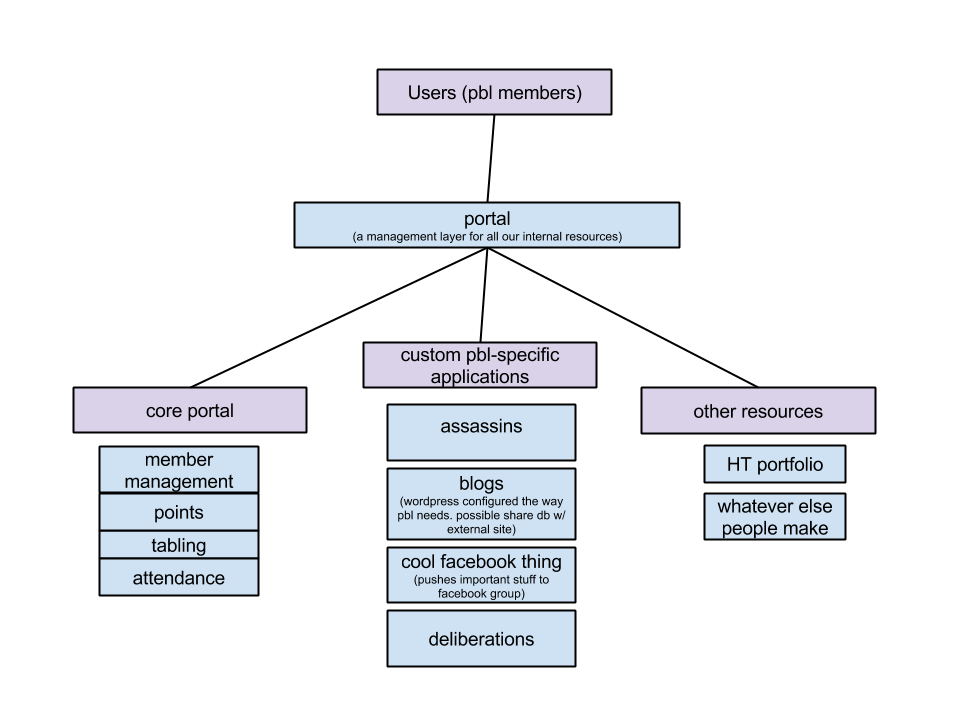 Users (pbl members)
portal
(a management layer for all our internal resources)
custom pbl-specific
applications
core portal
other resources
member
management
points
tabling
attendance
assassins
blogs
(wordpress configured the way
pbl needs. possible share db w/
external site)
cool facebook thing
(pushes important stuff to
facebook group)
deliberations
HT portfolio
whatever else
people make